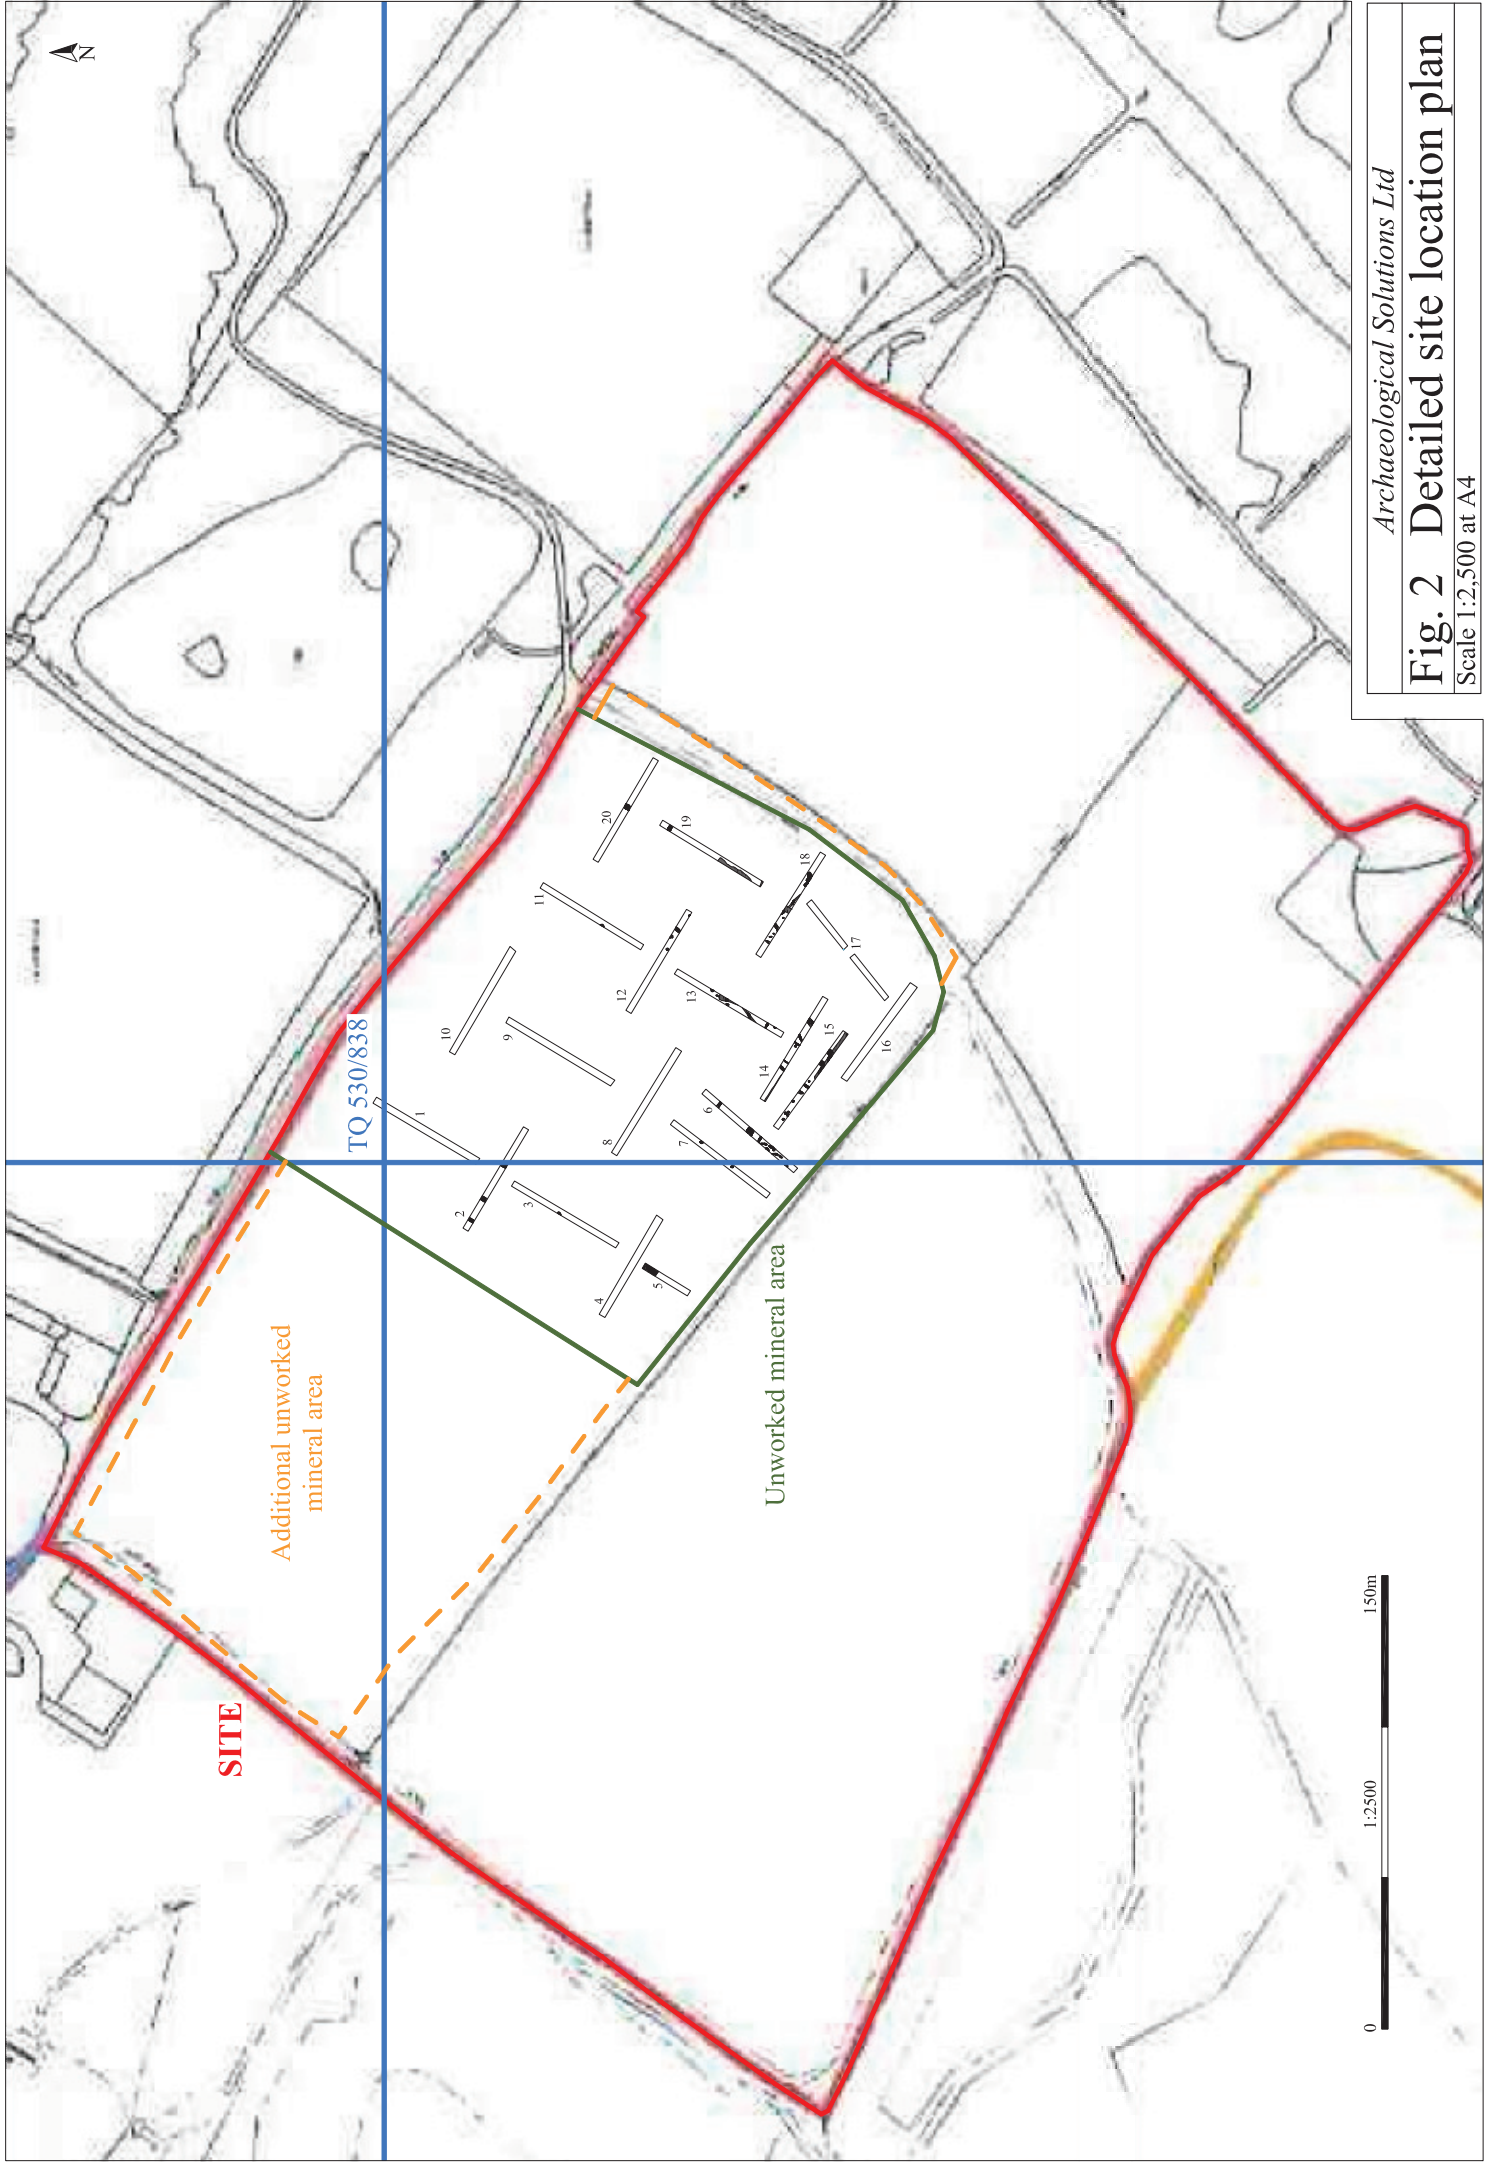 N
TQ 530/838
SITE
Additional unworked
mineral area
Unworked mineral area
1
2
3
4
5
6
7
8
9
10
11
12
13
14
15
16
17
18
19
20
0
1:2500
150m
Archaeological Solutions Ltd
Fig. 2 Detailed site location plan
Scale 1:2,500 at A4